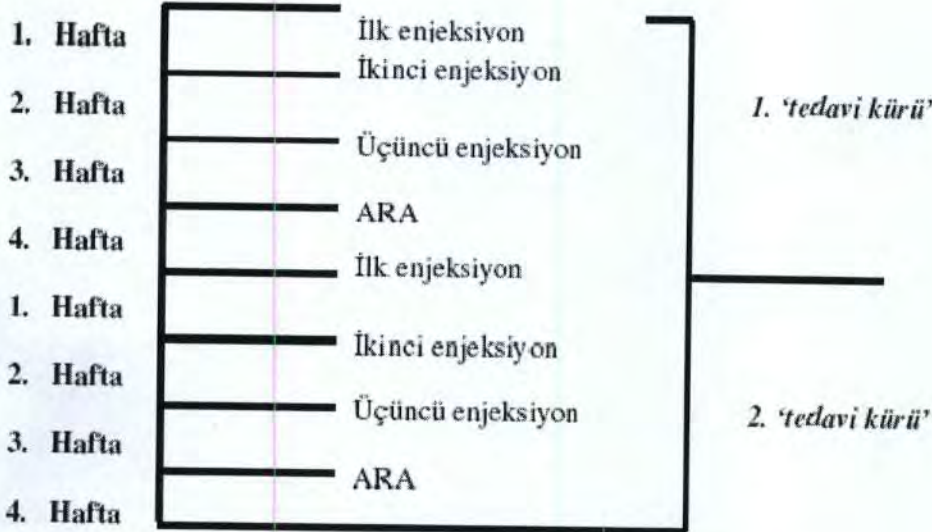 1. Hafta
İlk enjeksiyon
İkinci enjeksiyon
2. Hafta
1. ‘tedavi kürü’
Üçüncü enjeksiyon
3. Hafta
ARA
4. Hafta
İlk enjeksiyon
1. Hafta
İkinci enjeksiyon
2. Hafta
Üçüncü enjeksiyon
2. ‘tedavi kürü’
3. Hafta
ARA
4. Hafta